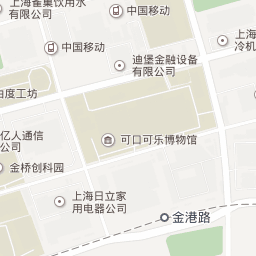 上海雀巢饮用水
有限公司
中国移动
中国移动
迪堡金融设备
有限公司
上海
冷机
百度工坊
亿人通信
公司
可口可乐博物馆
金桥创科园
上海日立家
用电器公司
金港路